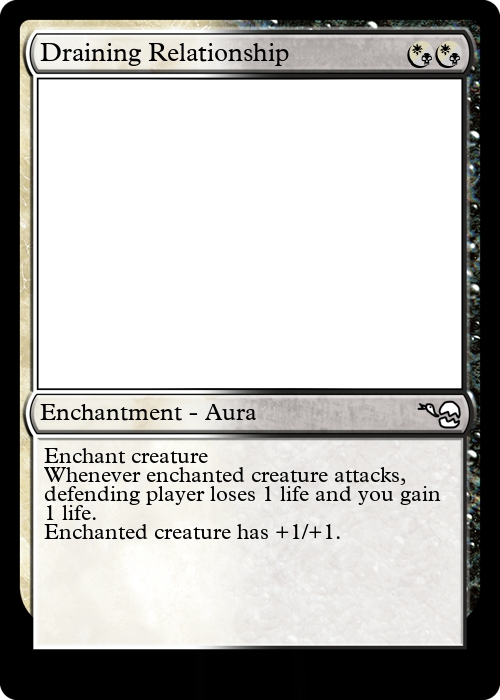 Draining Relationship
Enchantment - Aura
Enchant creature
Whenever enchanted creature attacks,
defending player loses 1 life and you gain
1 life.
Enchanted creature has +1/+1.